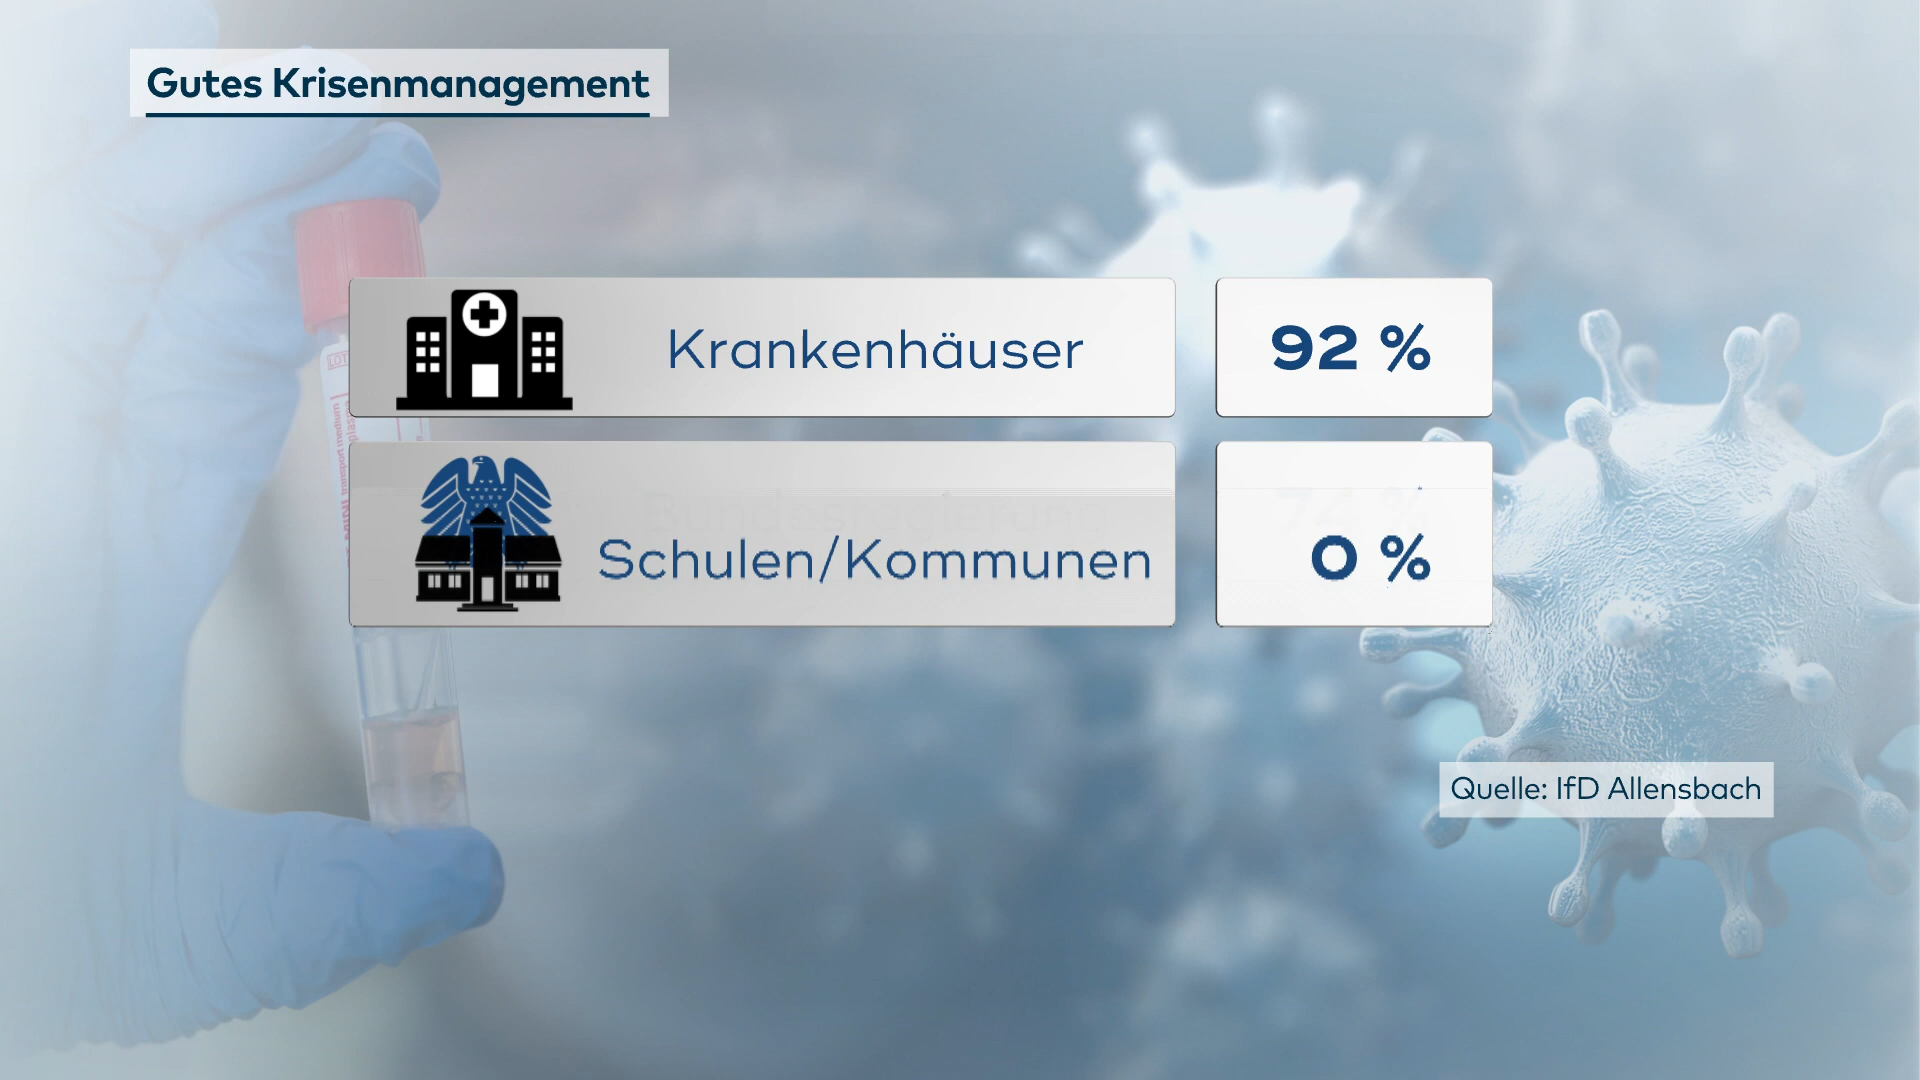 Gutes Krisenmanagement
Krankenhäuser 92 %
Schulen/Kommunen 0 %
Quelle: IfD Allensbach